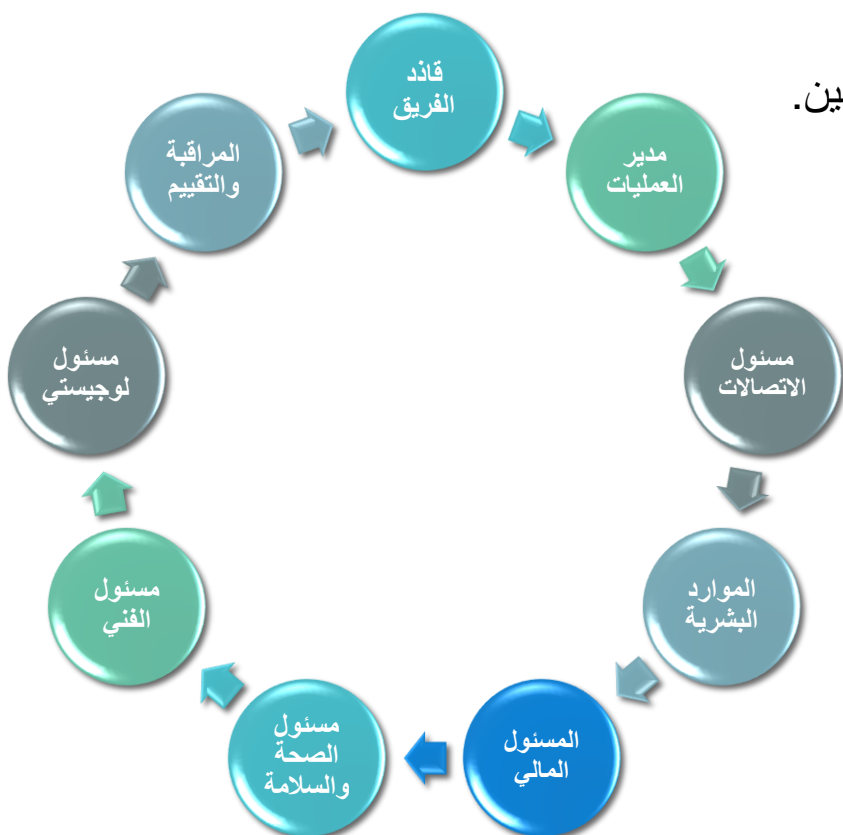 قائد
الفريق
ين.
مدير
العمليات
مسئول
الاتصالات
الموارد
البشرية
المسئول
المالي
مسئول
الصحة
والسلامة
مسئول
الفني
مسئول
لوجيستي
المراقبة
والتقييم